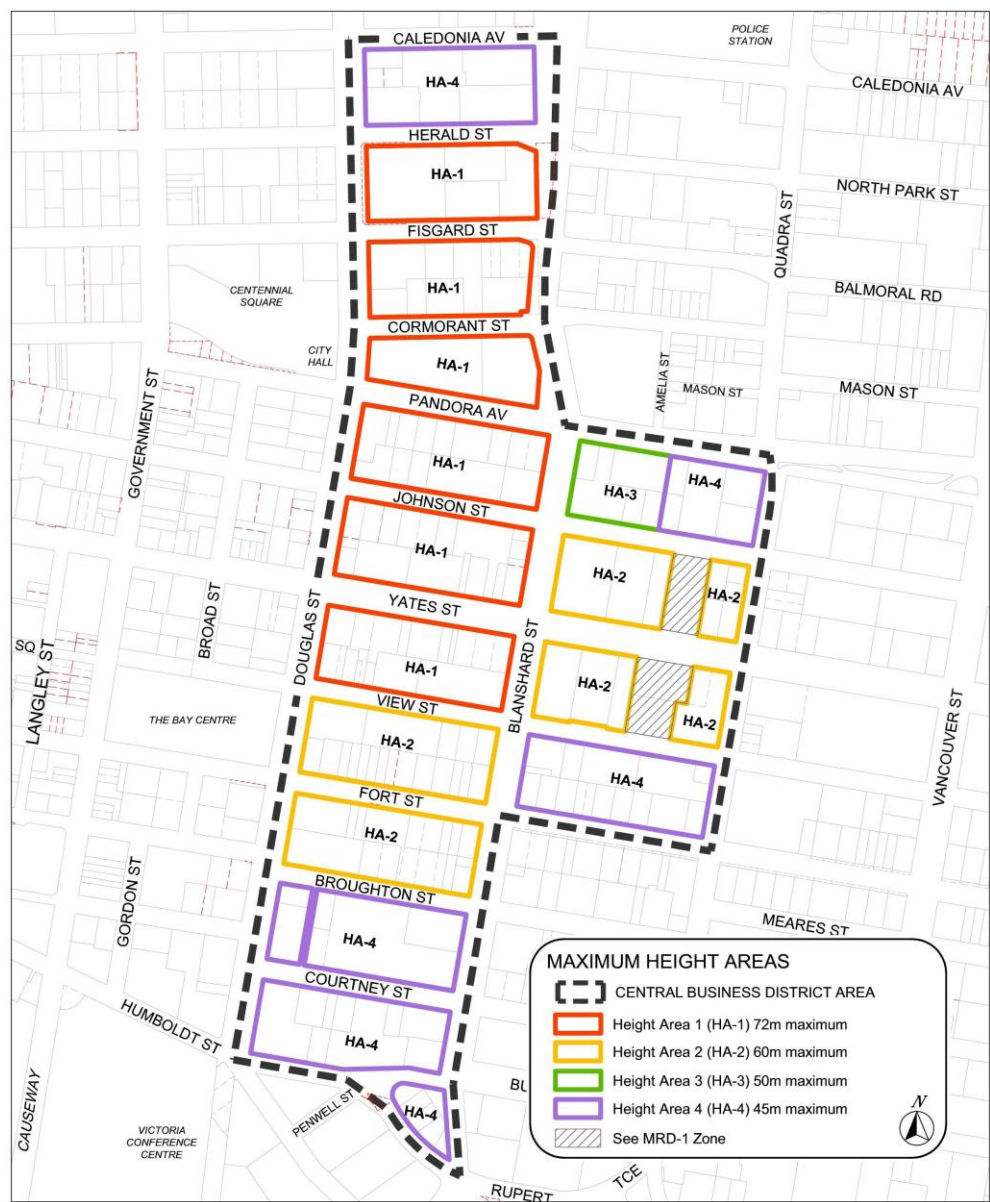 CALEDONIA AV
POLICE
STATION
HA-4
CALEDONIA AV
HERALD ST
HA-1
NORTH PARK ST
QUADRA ST
FISGARD ST
HA-1
CENTENNIAL
SQUARE
BALMORAL RD
CORMORANT ST
CITY
HALL
HA-1
AMELIA ST
MASON ST
MASON ST
GOVERNMENT ST
PANDORA AV
HA-1
HA-3
HA-4
JOHNSON ST
HA-1
HA-2
HA-2
YATES ST
BROAD ST
DOUGLAS ST
BLANSHARD ST
SQ
LANGLEY ST
HA-1
HA-2
HA-2
VIEW ST
THE BAY CENTRE
HA-2
HA-4
VANCOUVER ST
FORT ST
HA-2
BROUGHTON ST
GORDON ST
MEARES ST
HA-4
COURTNEY ST
HUMBOLDT ST
HA-4
CAUSEWAY
PENWELL ST
HA-4
BU
VICTORIA
CONFERENCE
CENTRE
RUPERT
TCE
MAXIMUM HEIGHT AREAS
CENTRAL BUSINESS DISTRICT AREA
Height Area 1 (HA-1) 72m maximum
Height Area 2 (HA-2) 60m maximum
Height Area 3 (HA-3) 50m maximum
Height Area 4 (HA-4) 45m maximum
See MRD-1 Zone
N